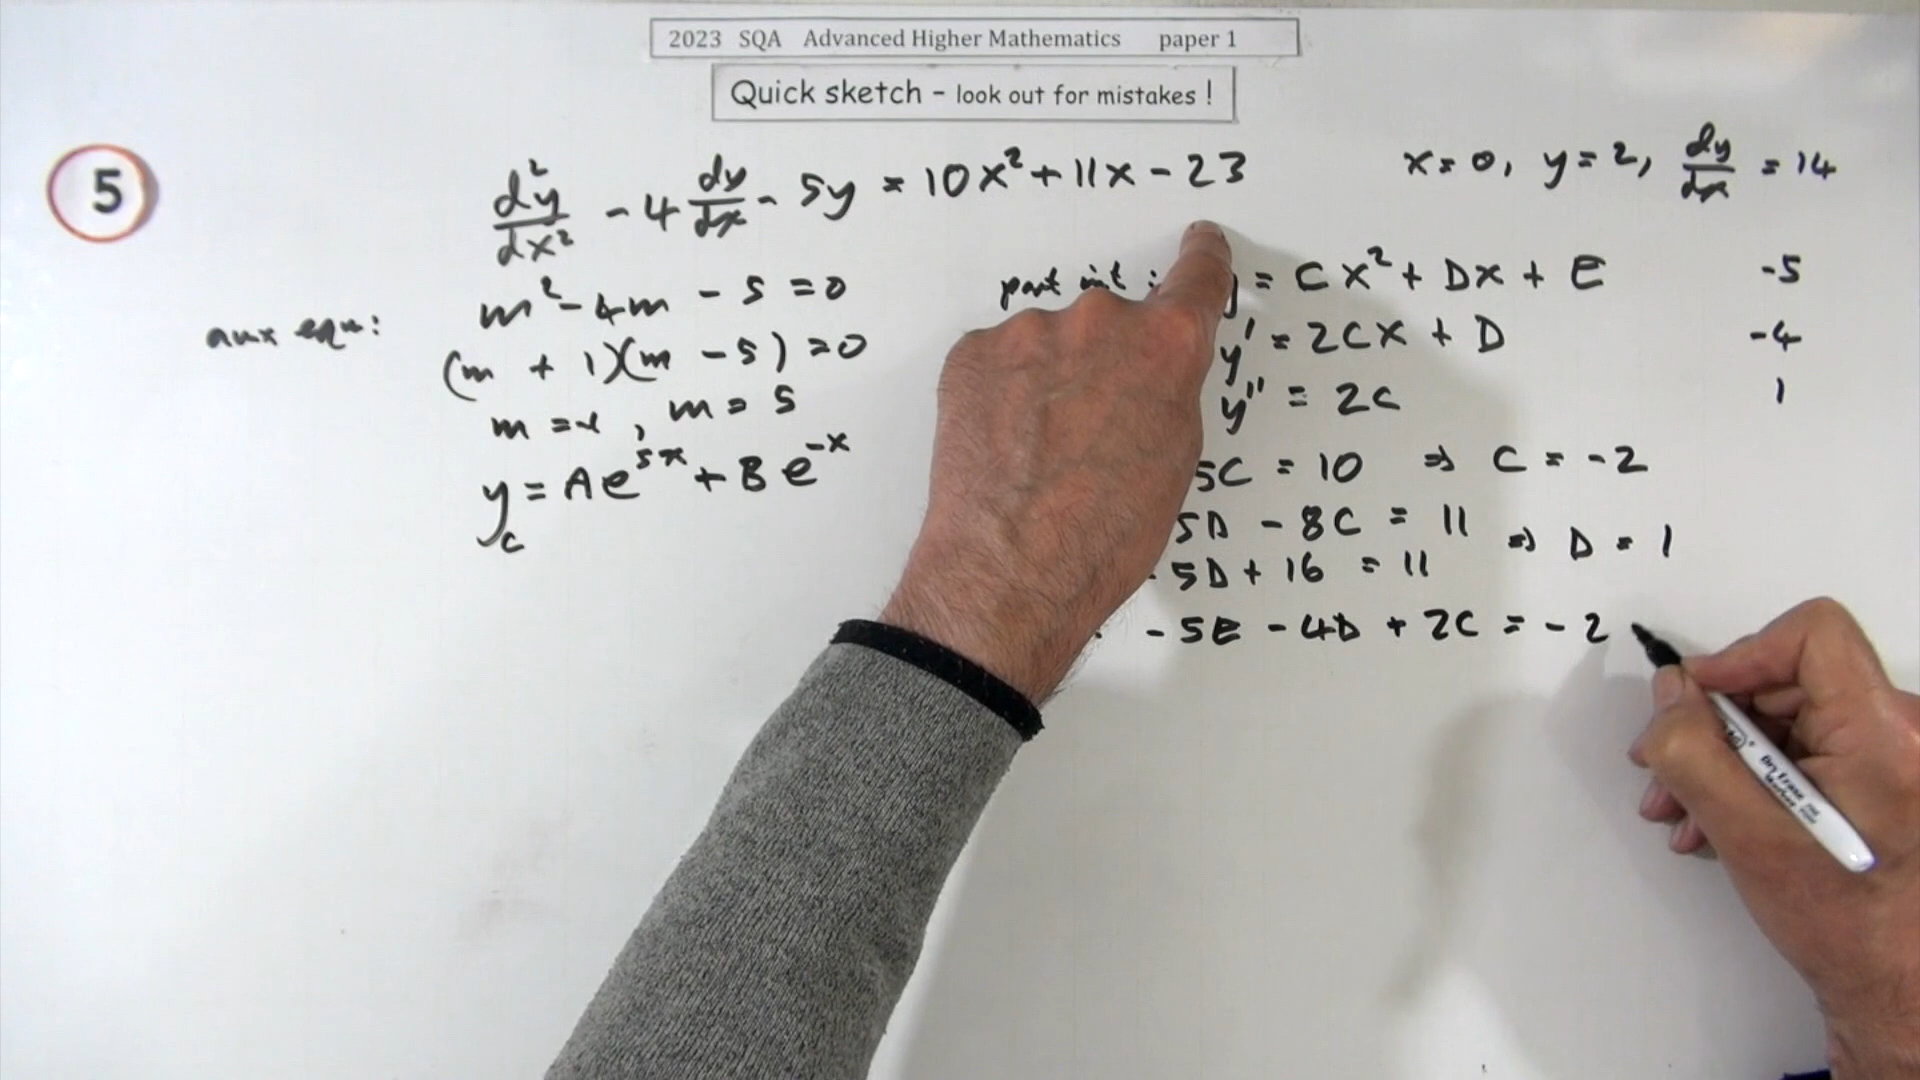 2023 SQA Advanced Higher Mathematics paper 1
Quick sketch - look out for mistakes !
5
d²y/dx² - 4 dy/dx - 5y = 10x² + 11x - 23
x = 0, y = 2, dy/dx = 14
aux eqn:
m² - 4m - 5 = 0
(m + 1)(m - 5) = 0
m = -1, m = 5
y_c = Ae^5x + Be^-x
part int : y = Cx² + Dx + E -5
y' = 2Cx + D -4
y'' = 2C 1
5C = 10 ⇒ C = -2
5D - 8C = 11 ⇒ D = 1
-5D + 16 = 11
-5E - 4D + 2C = -2